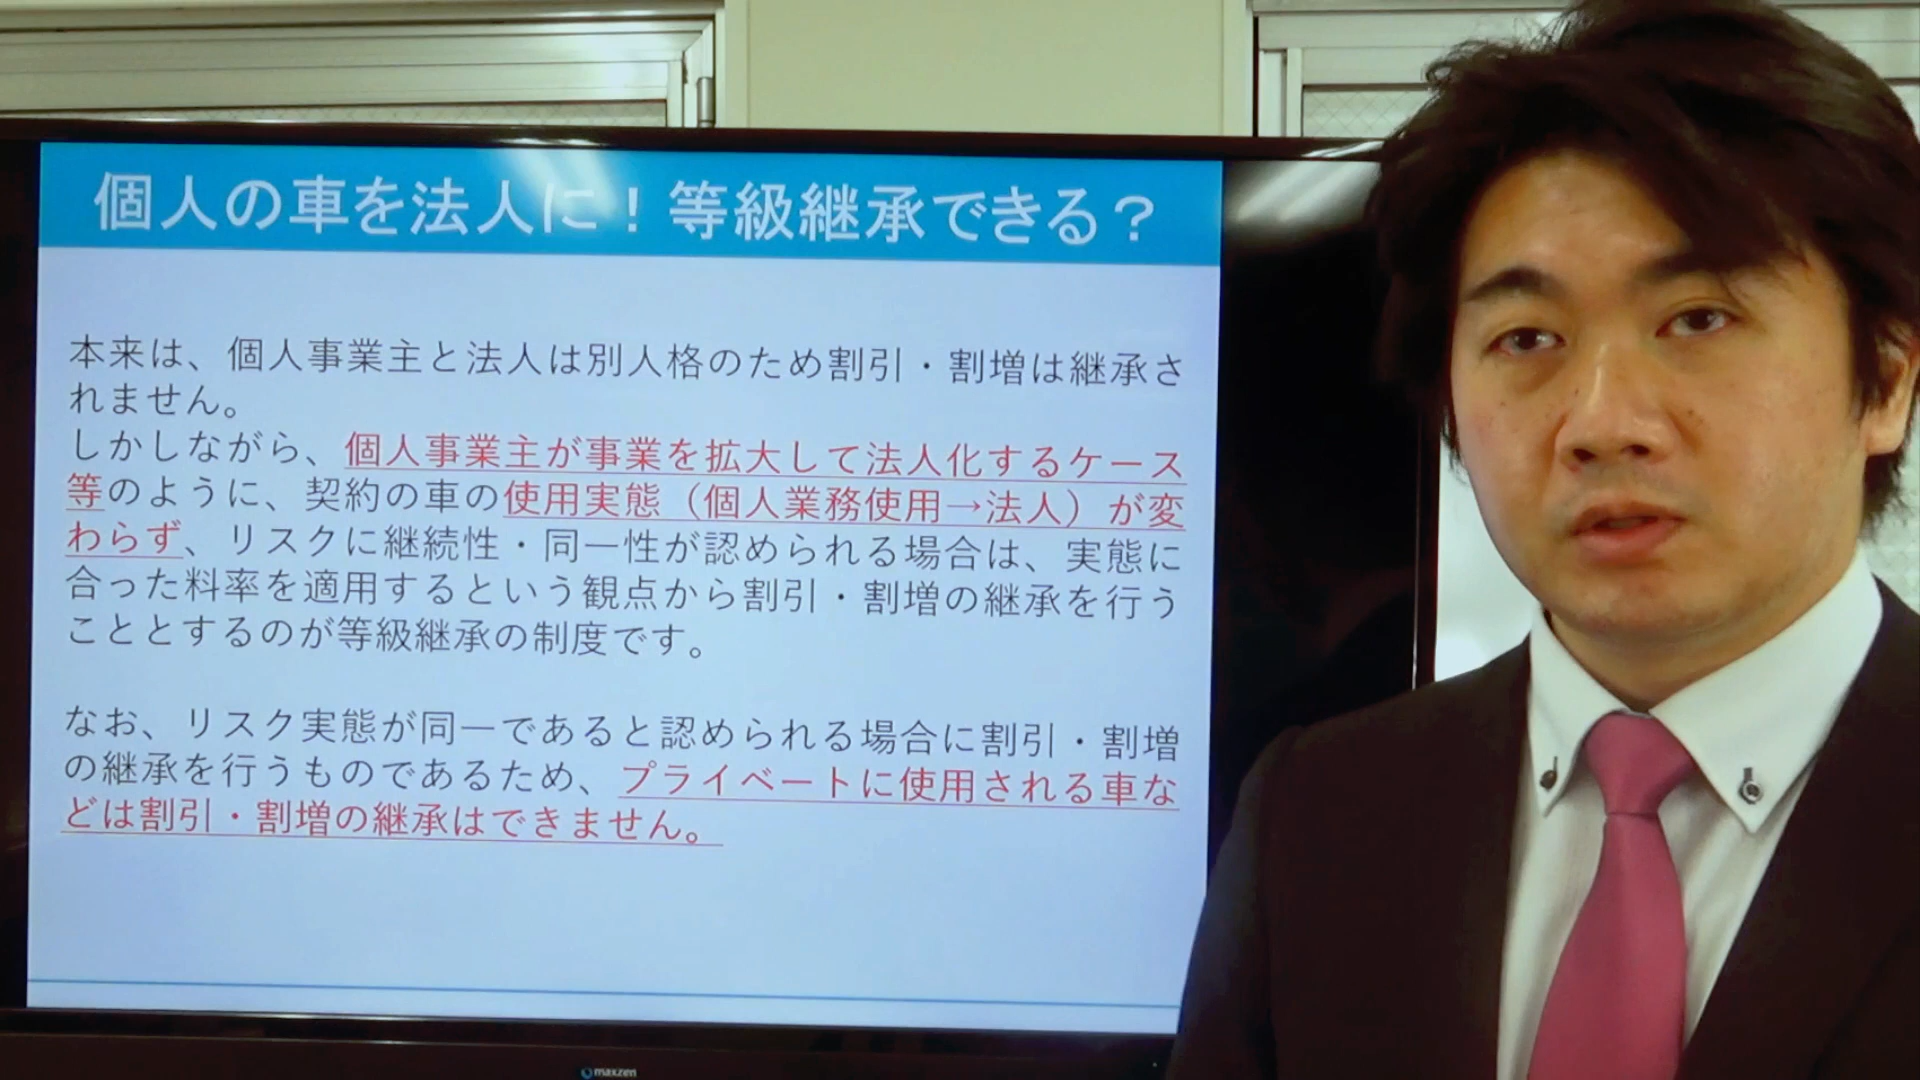 個人の車を法人に！等級継承できる？
本来は、個人事業主と法人は別人格のため割引・割増は継承さ
れません。
しかしながら、個人事業主が事業を拡大して法人化するケース
等のように、契約の車の使用実態（個人業務使用→法人）が変
わらず、リスクに継続性・同一性が認められる場合は、実態に
合った料率を適用するという観点から割引・割増の継承を行う
こととするのが等級継承の制度です。
なお、リスク実態が同一であると認められる場合に割引・割増
の継承を行うものであるため、プライベートに使用される車な
どは割引・割増の継承はできません。
maxzen